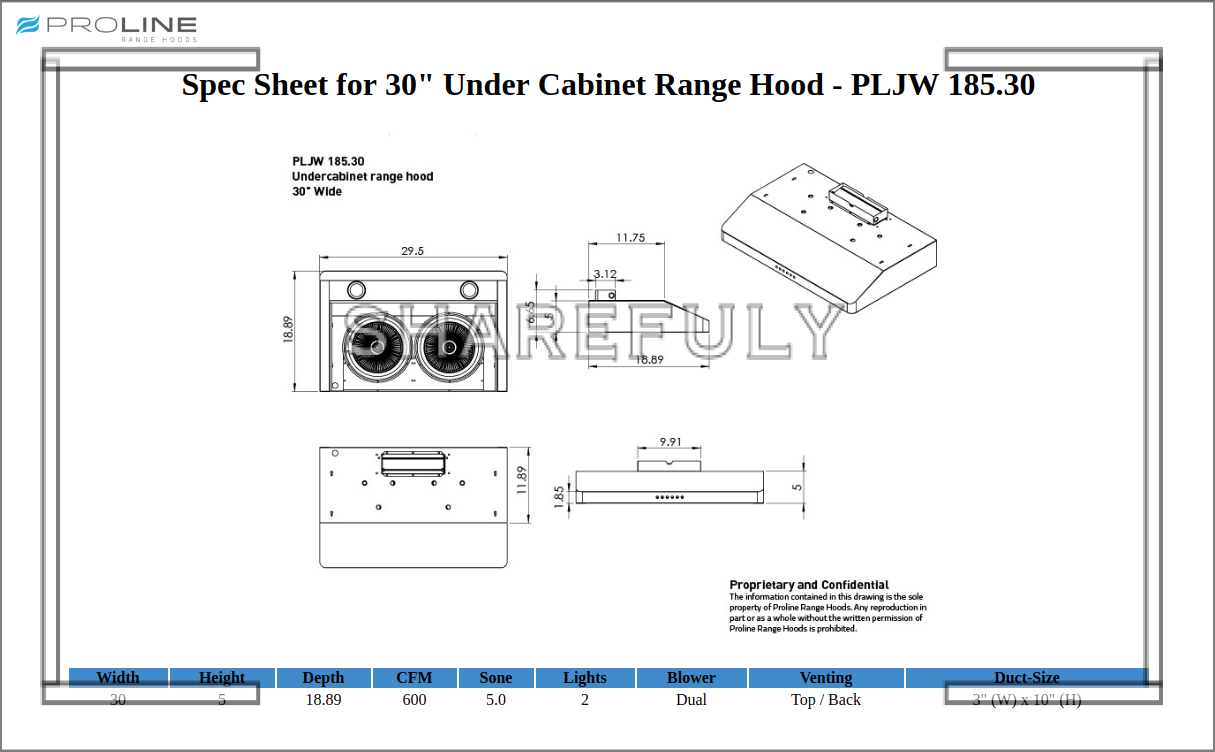 PROLINE
RANGE HOODS
Spec Sheet for 30" Under Cabinet Range Hood - PLJW 185.30
PLJW 185.30
Undercabinet range hood
30" Wide
29.5
18.89
11.75
3.12
6.65
5
18.89
SHAREFULY
11.89
9.91
1.85
5
Proprietary and Confidential
The information contained in this drawing is the sole
property of Proline Range Hoods. Any reproduction in
part or as a whole without the written permission of
Proline Range Hoods is prohibited.
Width Height Depth CFM Sone Lights Blower Venting Duct-Size
30 5 18.89 600 5.0 2 Dual Top / Back 3" (W) x 10" (H)